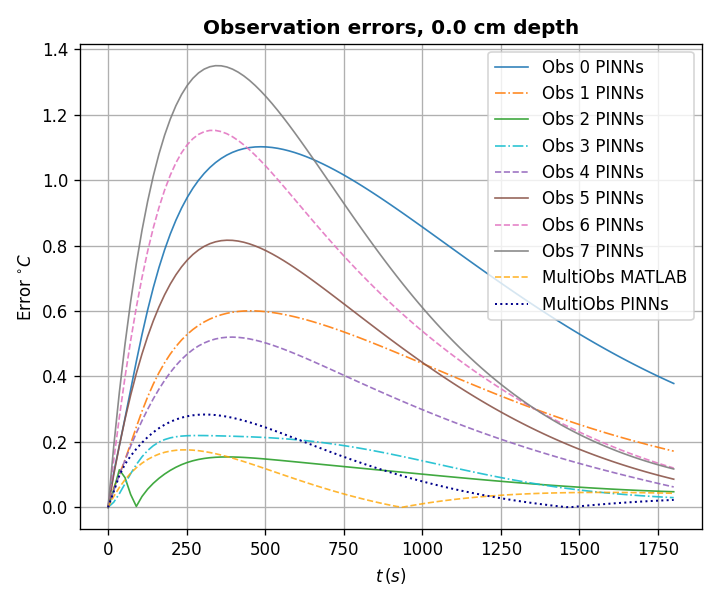 Observation errors, 0.0 cm depth
1.4
1.2
1.0
0.8
0.6
0.4
0.2
0.0
Error °C
Obs 0 PINNs
Obs 1 PINNs
Obs 2 PINNs
Obs 3 PINNs
Obs 4 PINNs
Obs 5 PINNs
Obs 6 PINNs
Obs 7 PINNs
MultiObs MATLAB
MultiObs PINNs
0 250 500 750 1000 1250 1500 1750
t (s)